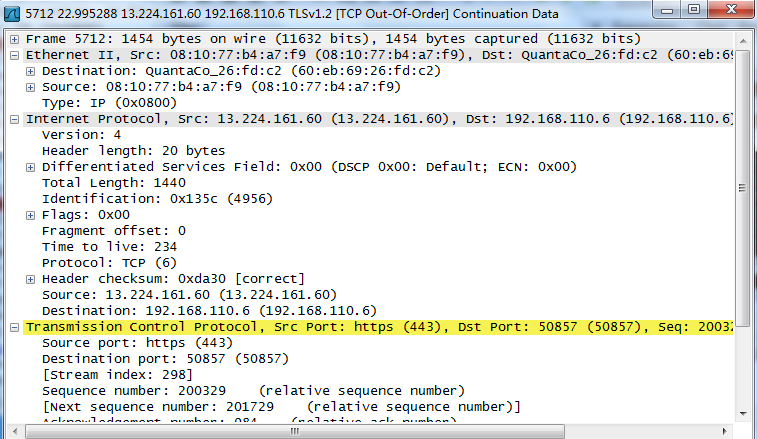 5712 22.995288 13.224.161.60 192.168.110.6 TLSv1.2 [TCP Out-Of-Order] Continuation Data
Frame 5712: 1454 bytes on wire (11632 bits), 1454 bytes captured (11632 bits)
Ethernet II, Src: 08:10:77:b4:a7:f9 (08:10:77:b4:a7:f9), Dst: QuantaCo_26:fd:c2 (60:eb:69
Destination: QuantaCo_26:fd:c2 (60:eb:69:26:fd:c2)
Source: 08:10:77:b4:a7:f9 (08:10:77:b4:a7:f9)
Type: IP (0x0800)
Internet Protocol, Src: 13.224.161.60 (13.224.161.60), Dst: 192.168.110.6 (192.168.110.6)
Version: 4
Header length: 20 bytes
Differentiated Services Field: 0x00 (DSCP 0x00: Default; ECN: 0x00)
Total Length: 1440
Identification: 0x135c (4956)
Flags: 0x00
Fragment offset: 0
Time to live: 234
Protocol: TCP (6)
Header checksum: 0xda30 [correct]
Source: 13.224.161.60 (13.224.161.60)
Destination: 192.168.110.6 (192.168.110.6)
Transmission Control Protocol, Src Port: https (443), Dst Port: 50857 (50857), Seq: 20032
Source port: https (443)
Destination port: 50857 (50857)
[Stream index: 298]
Sequence number: 200329 (relative sequence number)
[Next sequence number: 201729 (relative sequence number)]
Acknowledgement number: 984 (relative ack number)